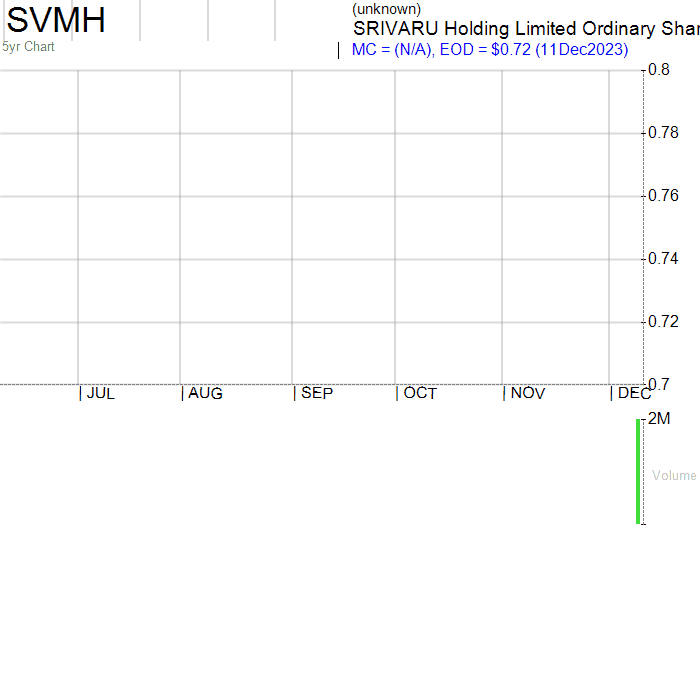 SVMH
(unknown)
SRIVARU Holding Limited Ordinary Shar
5yr Chart
MC = (N/A), EOD = $0.72 (11Dec2023)
0.8
0.78
0.76
0.74
0.72
0.7
JUL AUG SEP OCT NOV DEC
2M
Volume